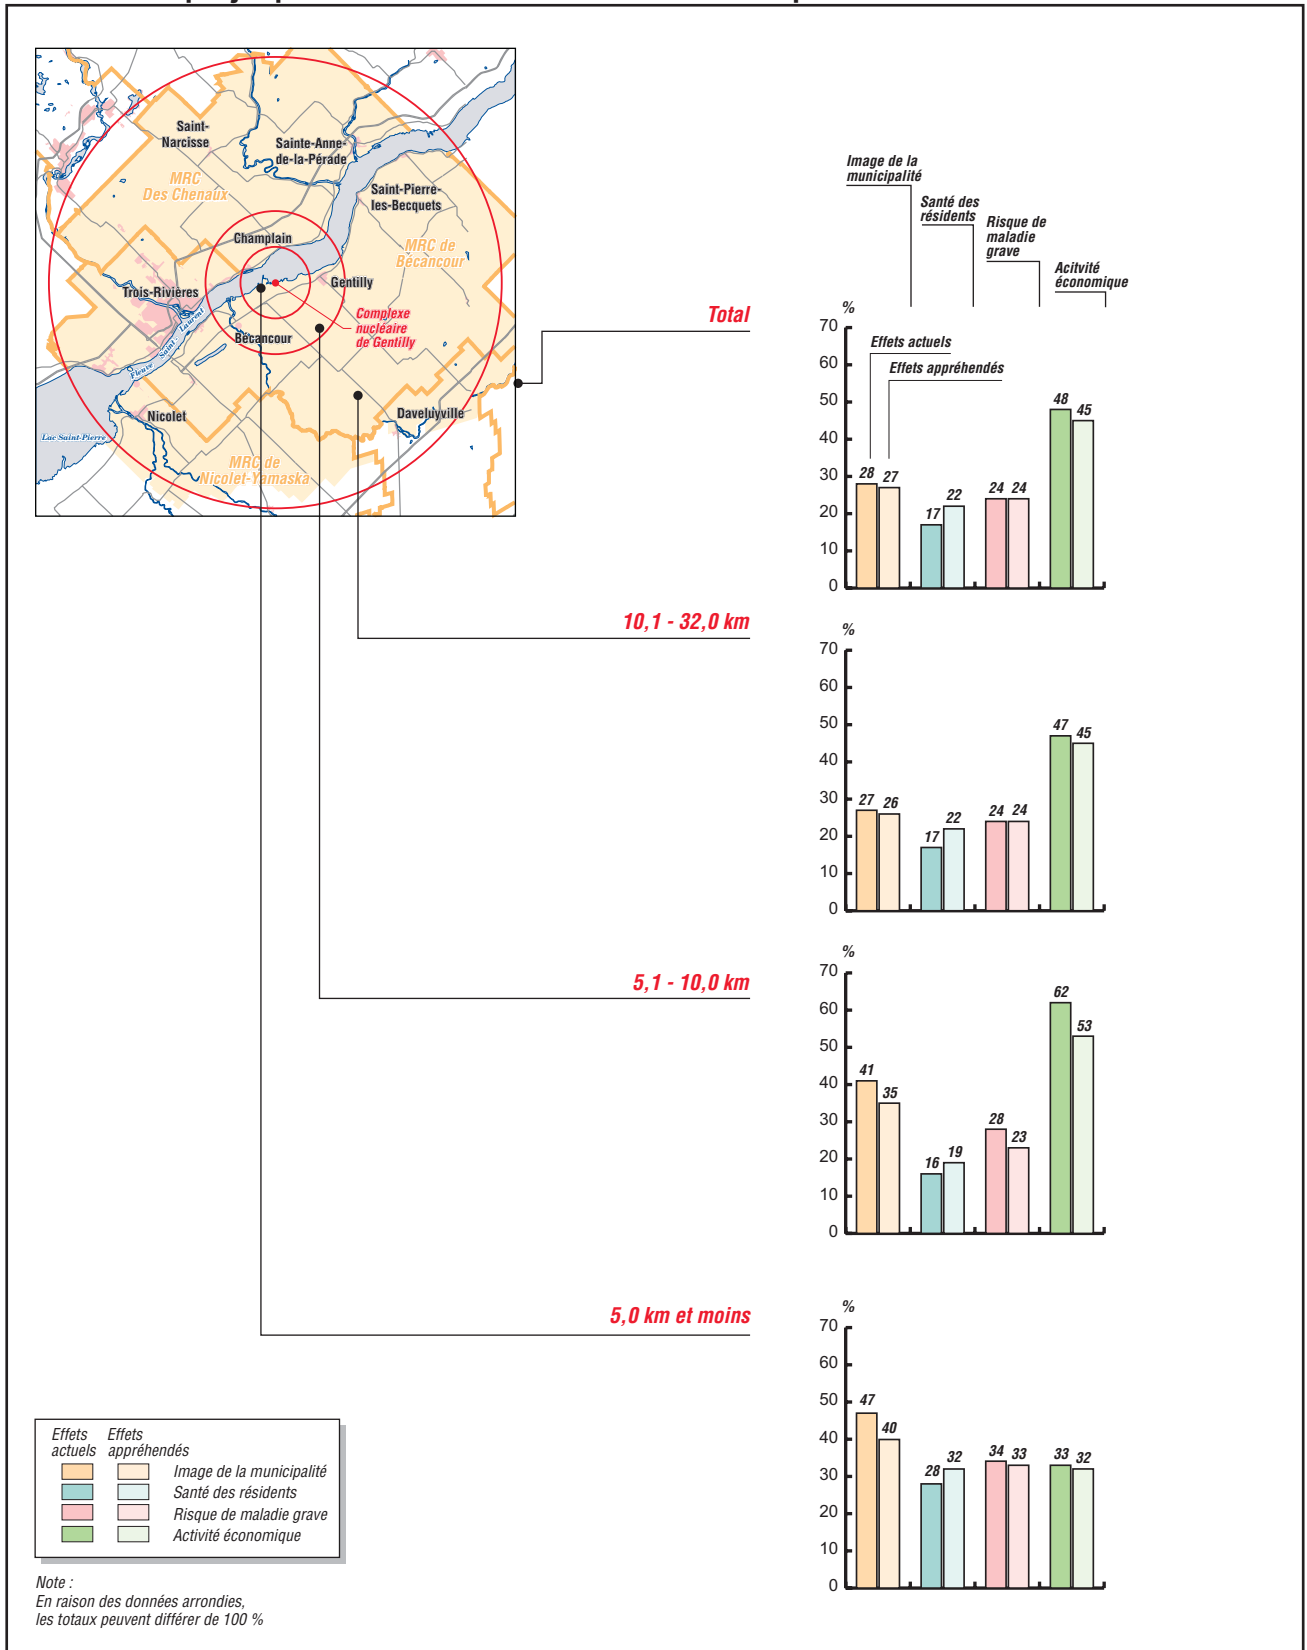 Saint-
Narcisse
Sainte-Anne-
de-la-Pérade
MRC
Des Chenaux
Saint-Pierre-
les-Becquets
Champlain
MRC de
Bécancour
Gentilly
Trois-Rivières
Complexe
nucléaire
de Gentilly
Bécancour
Fleuve Saint-Laurent
Nicolet
Daveluyville
Lac Saint-Pierre
MRC de
Nicolet-Yamaska
Image de la
municipalité
Santé des
résidents
Risque de
maladie
grave
Acitvité
économique
Total
%
70
60
50
40
30
20
10
0
Effets actuels
Effets appréhendés
28 27 17 22 24 24 48 45
10,1 - 32,0 km
%
70
60
50
40
30
20
10
0
27 26 17 22 24 24 47 45
5,1 - 10,0 km
%
70
60
50
40
30
20
10
0
41 35 16 19 28 23 62 53
5,0 km et moins
%
70
60
50
40
30
20
10
0
47 40 28 32 34 33 33 32
Effets Effets
actuels appréhendés
Image de la municipalité
Santé des résidents
Risque de maladie grave
Activité économique
Note :
En raison des données arrondies,
les totaux peuvent différer de 100 %